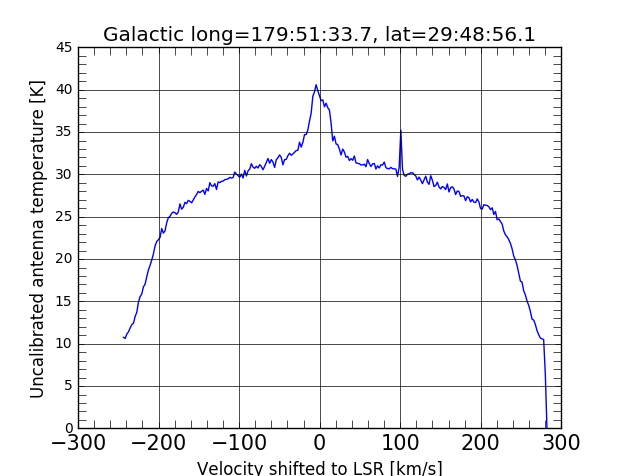 Galactic long=179:51:33.7, lat=29:48:56.1
Uncalibrated antenna temperature [K]
45
40
35
30
25
20
15
10
5
0
−300 −200 −100 0 100 200 300
Velocity shifted to LSR [km/s]